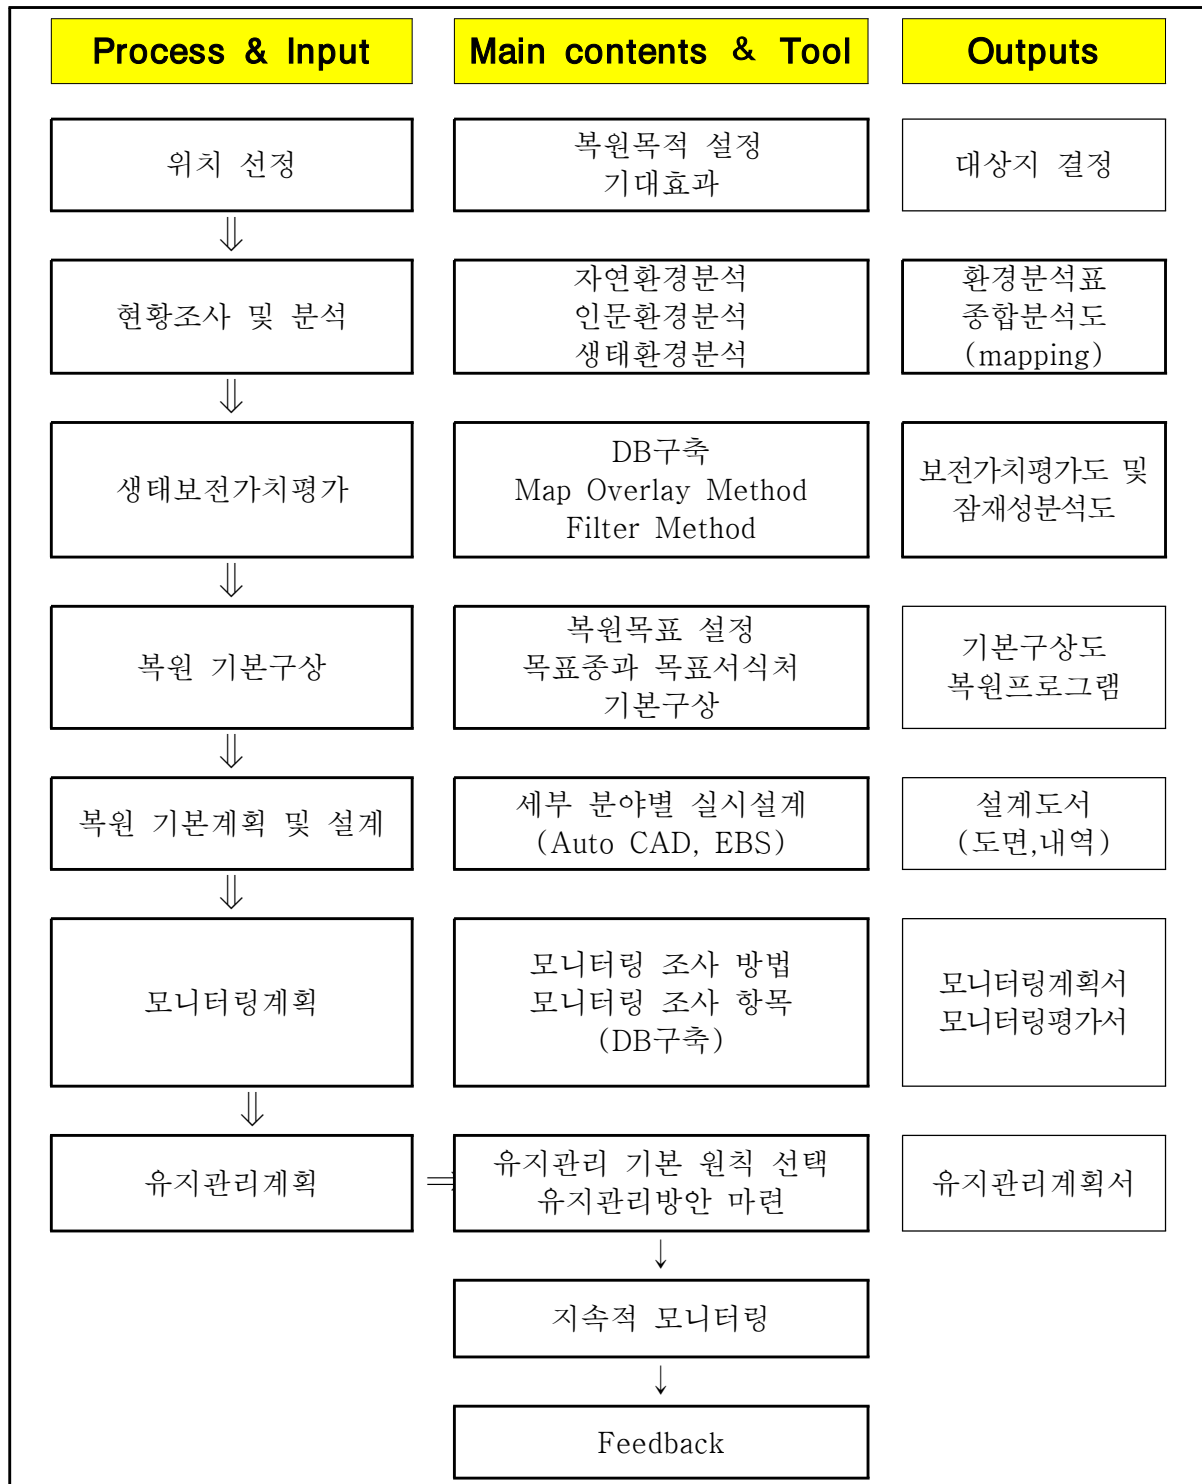 Process & Input
Main contents & Tool
Outputs
위치 선정
복원목적 설정
기대효과
대상지 결정
⇓
현황조사 및 분석
자연환경분석
인문환경분석
생태환경분석
환경분석표
종합분석도
(mapping)
⇓
생태보전가치평가
DB구축
Map Overlay Method
Filter Method
보전가치평가도 및
잠재성분석도
⇓
복원 기본구상
복원목표 설정
목표종과 목표서식처
기본구상
기본구상도
복원프로그램
⇓
복원 기본계획 및 설계
세부 분야별 실시설계
(Auto CAD, EBS)
설계도서
(도면,내역)
⇓
모니터링계획
모니터링 조사 방법
모니터링 조사 항목
(DB구축)
모니터링계획서
모니터링평가서
⇓
유지관리계획
⇒
유지관리 기본 원칙 선택
유지관리방안 마련
유지관리계획서
↓
지속적 모니터링
↓
Feedback